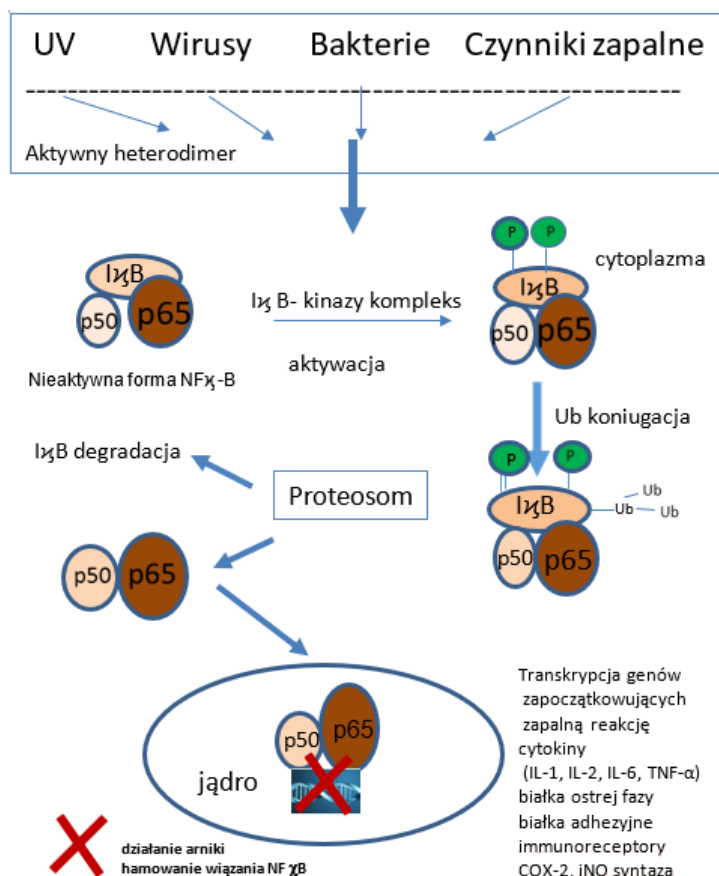 UV Wirusy Bakterie Czynniki zapalne
Aktywny heterodimer
P P
cytoplazma
IϰB
p50 p65
Nieaktywna forma NFϰ-B
Iϰ B- kinazy kompleks
aktywacja
IϰB
p50 p65
Ub koniugacja
IϰB degradacja
Proteosom
P P
IϰB
Ub
Ub Ub
p50 p65
p50 p65
p50 p65
jądro
Transkrypcja genów
zapoczątkowujących
zapalną reakcję
cytokiny
(IL-1, IL-2, IL-6, TNF-α)
białka ostrej fazy
białka adhezyjne
immunoreceptory
COX-2, iNO syntaza
działanie arniki
hamowanie wiązania NF χB